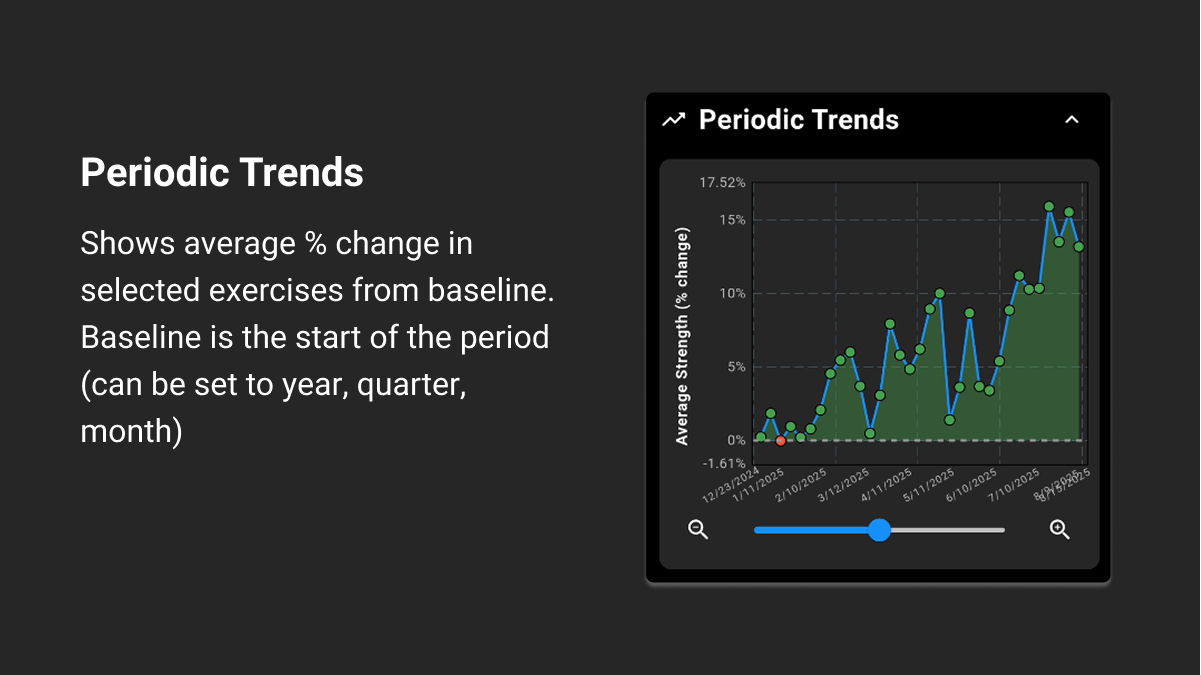 Periodic Trends
Shows average % change in
selected exercises from baseline.
Baseline is the start of the period
(can be set to year, quarter,
month)
Periodic Trends
Average Strength (% change)
17.52%
15%
10%
5%
0%
-1.61%
12/23/2024
1/11/2025
2/10/2025
3/12/2025
4/11/2025
5/11/2025
6/10/2025
7/10/2025
8/9/2025
8/15/2025